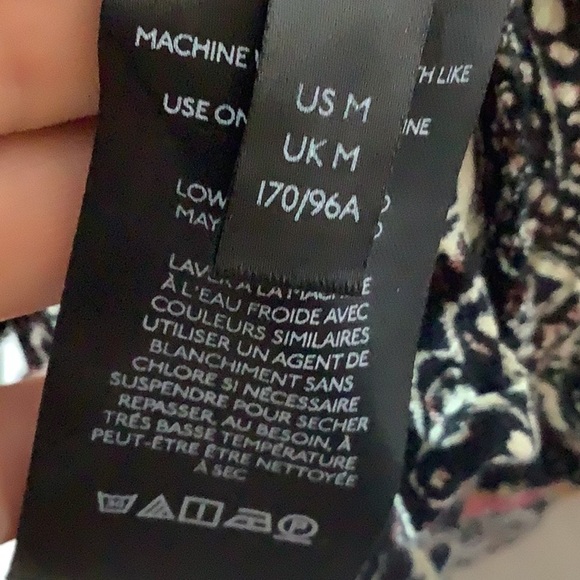 MACHINE
TH LIKE
USE ON
INE
US M
UK M
170/96A
LOW
MAY
LAVER A LA MACHINE
À L'EAU FROIDE AVEC
COULEURS SIMILAIRES
UTILISER UN AGENT DE
BLANCHIMENT SANS
CHLORE SI NÉCESSAIRE
SUSPENDRE POUR SECHER
REPASSER, AU BESOIN, À
TRÉS BASSE TEMPÉRATURE
PEUT-ÊTRE ÊTRE NETTOYÉE
À SEC